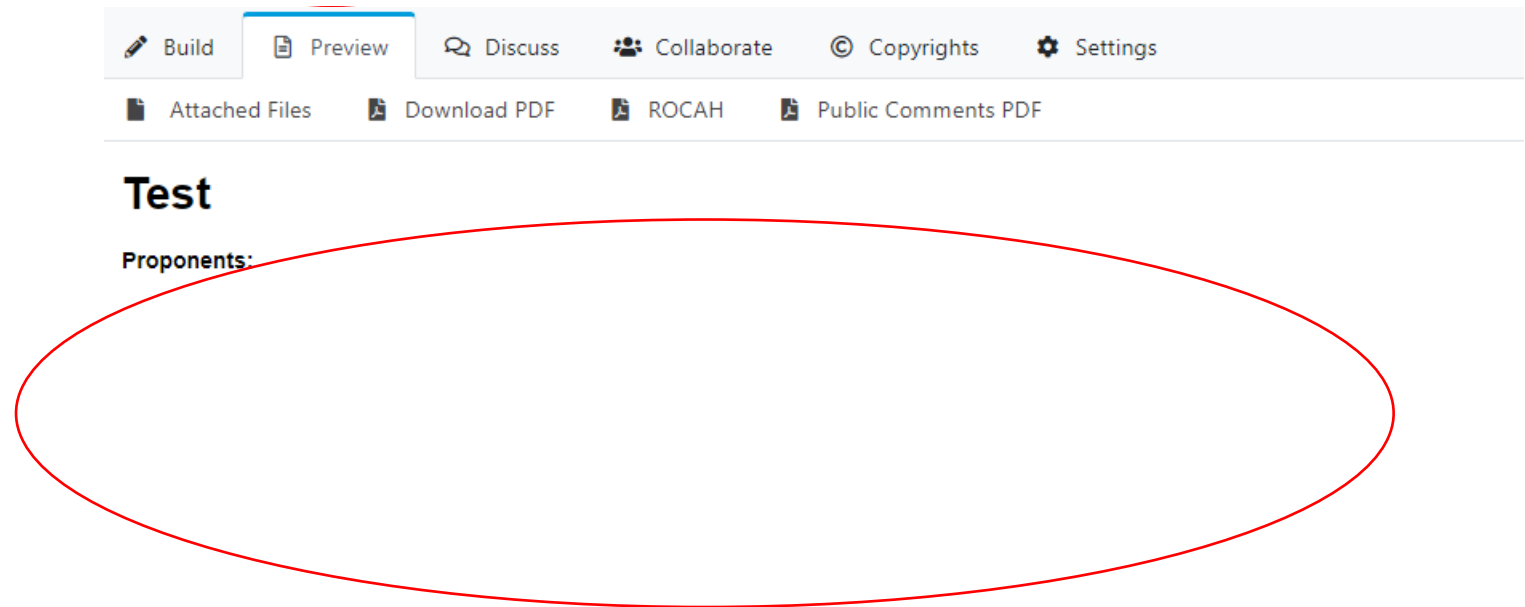 Build Preview Discuss Collaborate © Copyrights Settings
Attached Files Download PDF ROCAH Public Comments PDF
Test
Proponents: